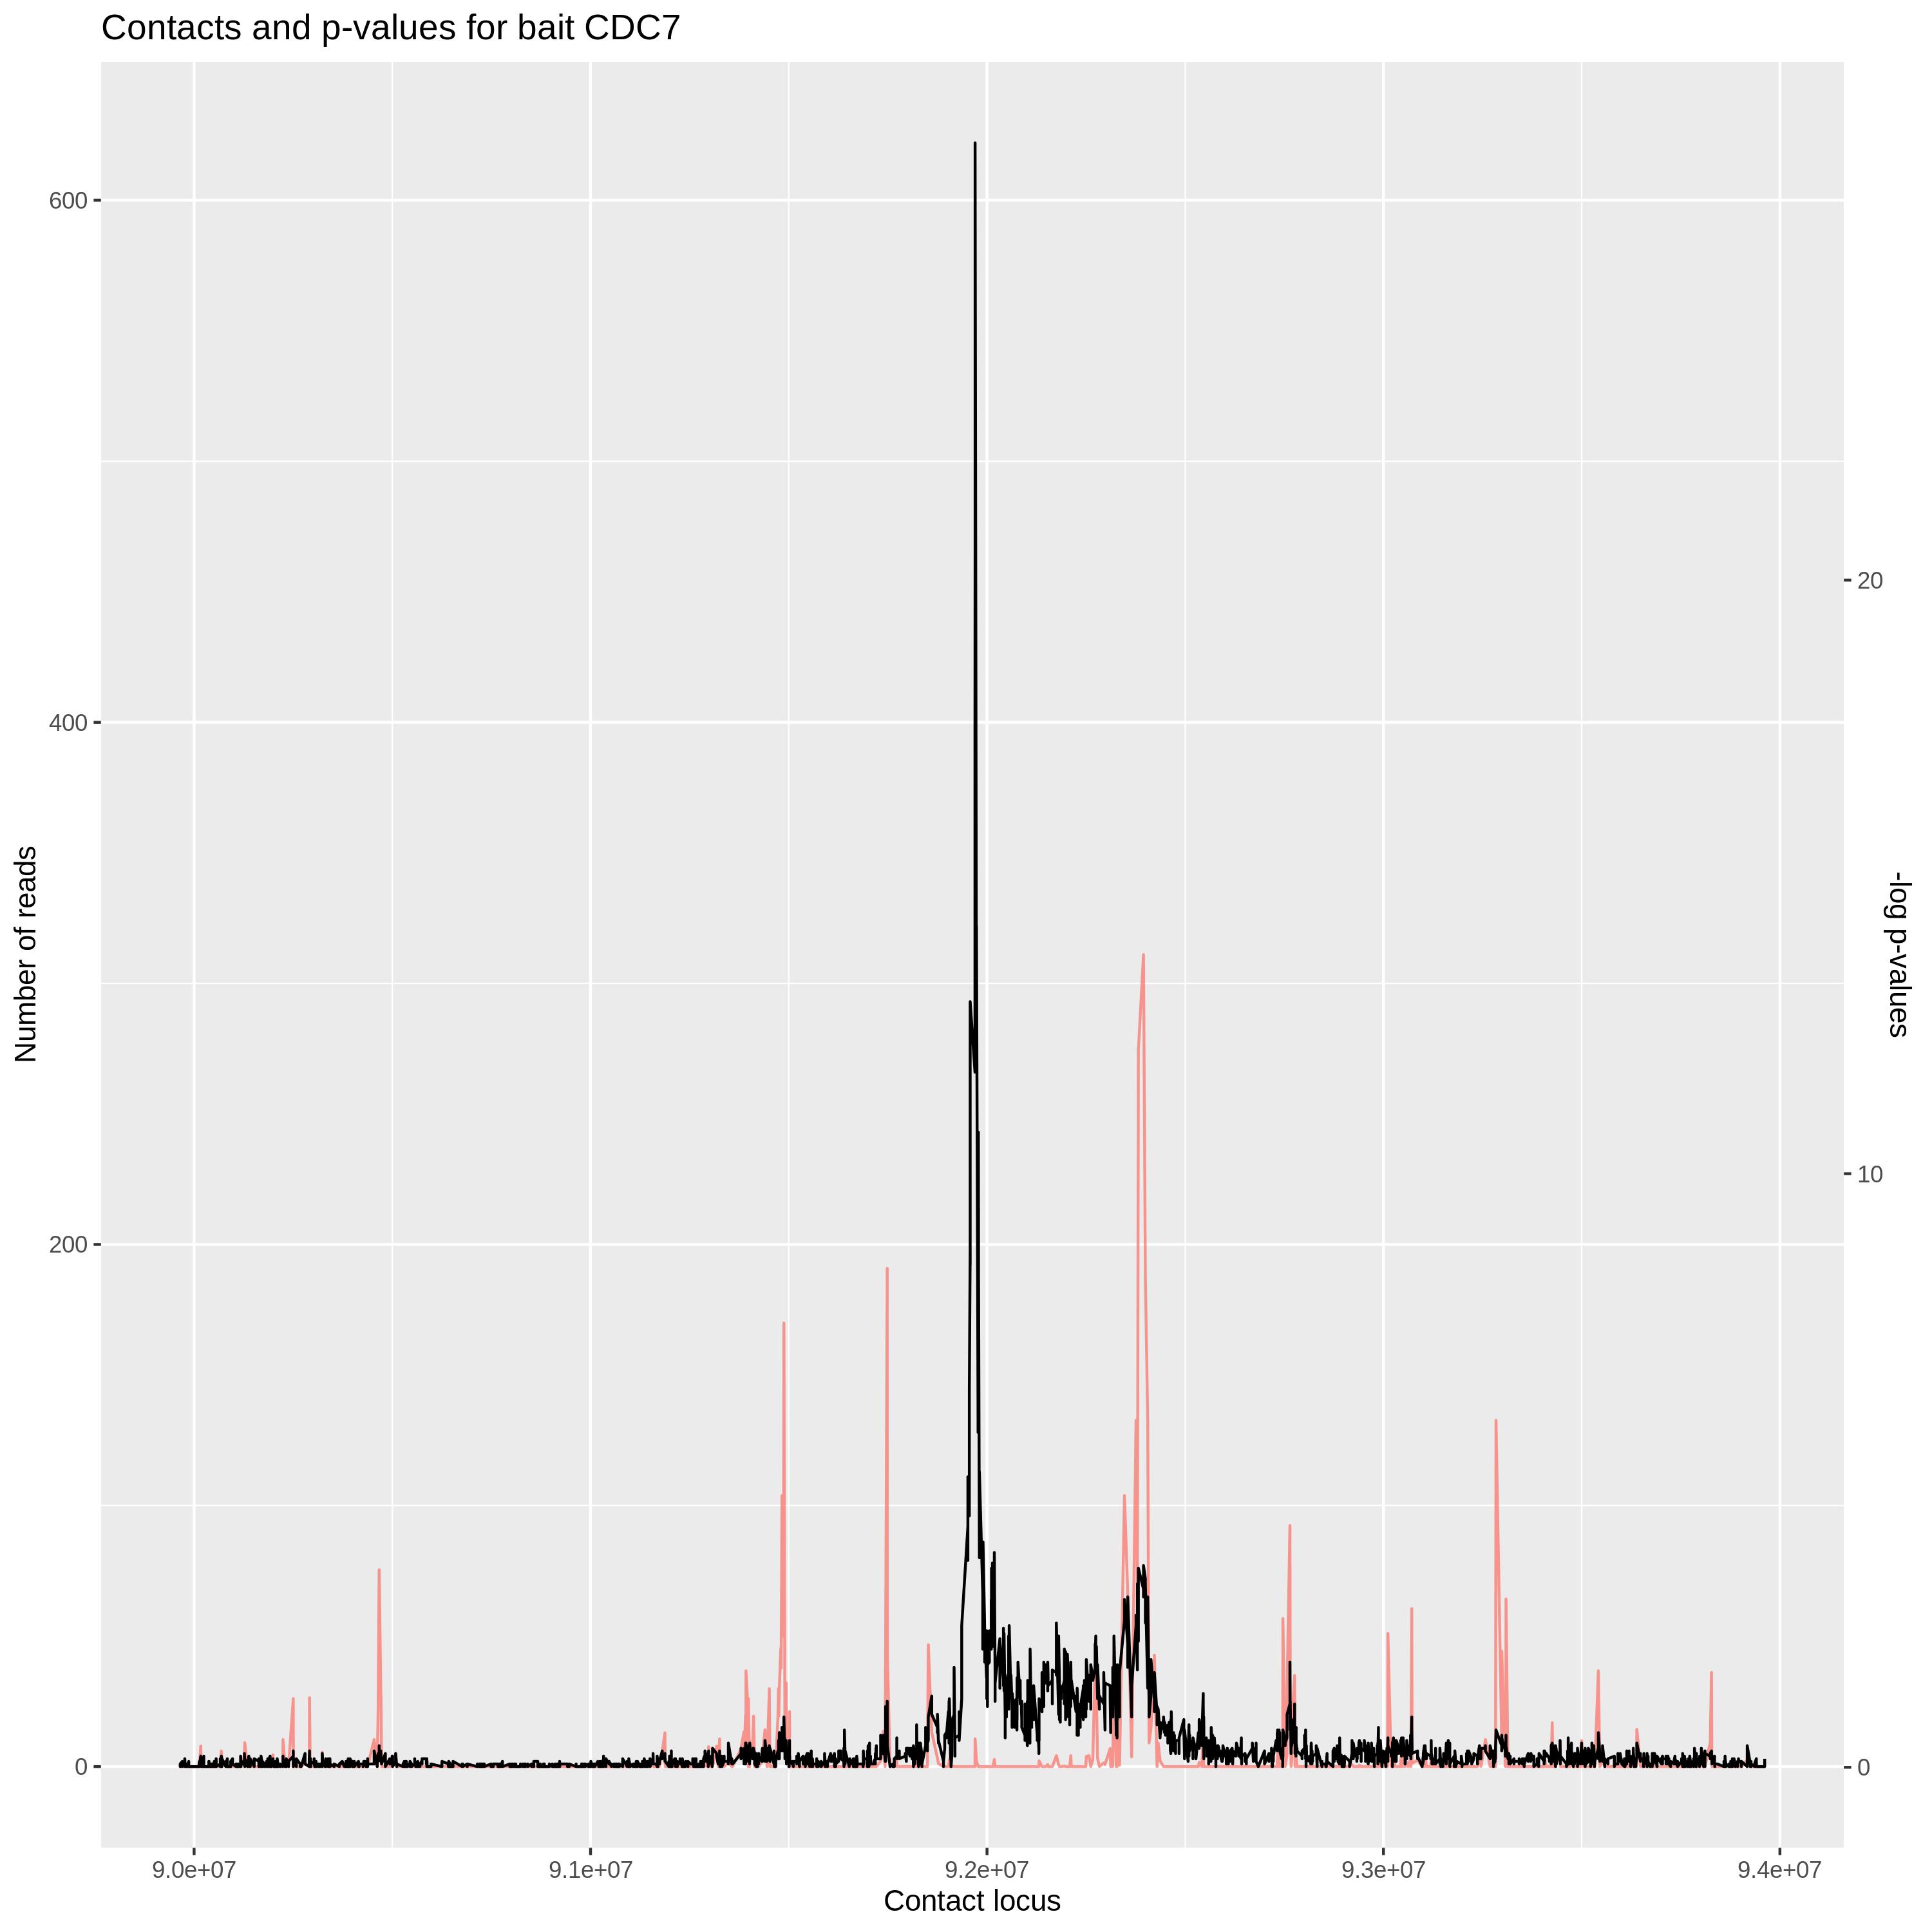 Contacts and p-values for bait CDC7
600
400
200
0
Number of reads
20
10
0
-log p-values
9.0e+07
9.1e+07
9.2e+07
9.3e+07
9.4e+07
Contact locus